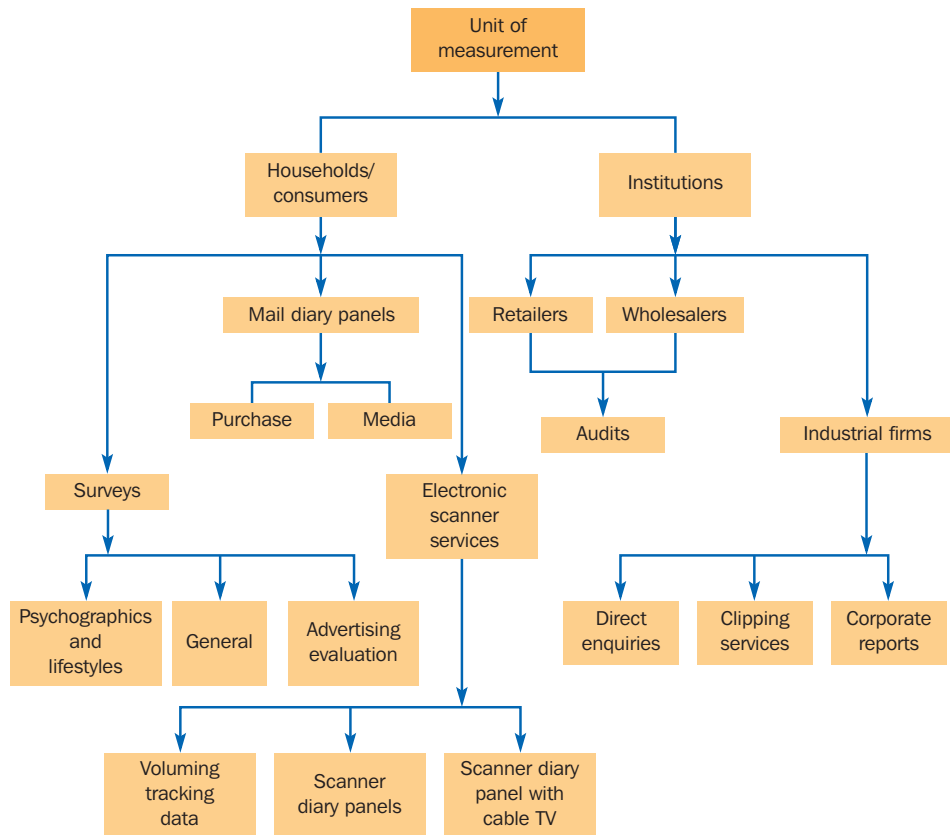 Unit of
measurement
Households/
consumers
Institutions
Mail diary panels
Retailers
Wholesalers
Purchase
Media
Audits
Industrial firms
Surveys
Electronic
scanner
services
Psychographics
and
lifestyles
General
Advertising
evaluation
Direct
enquiries
Clipping
services
Corporate
reports
Voluming
tracking
data
Scanner
diary panels
Scanner diary
panel with
cable TV